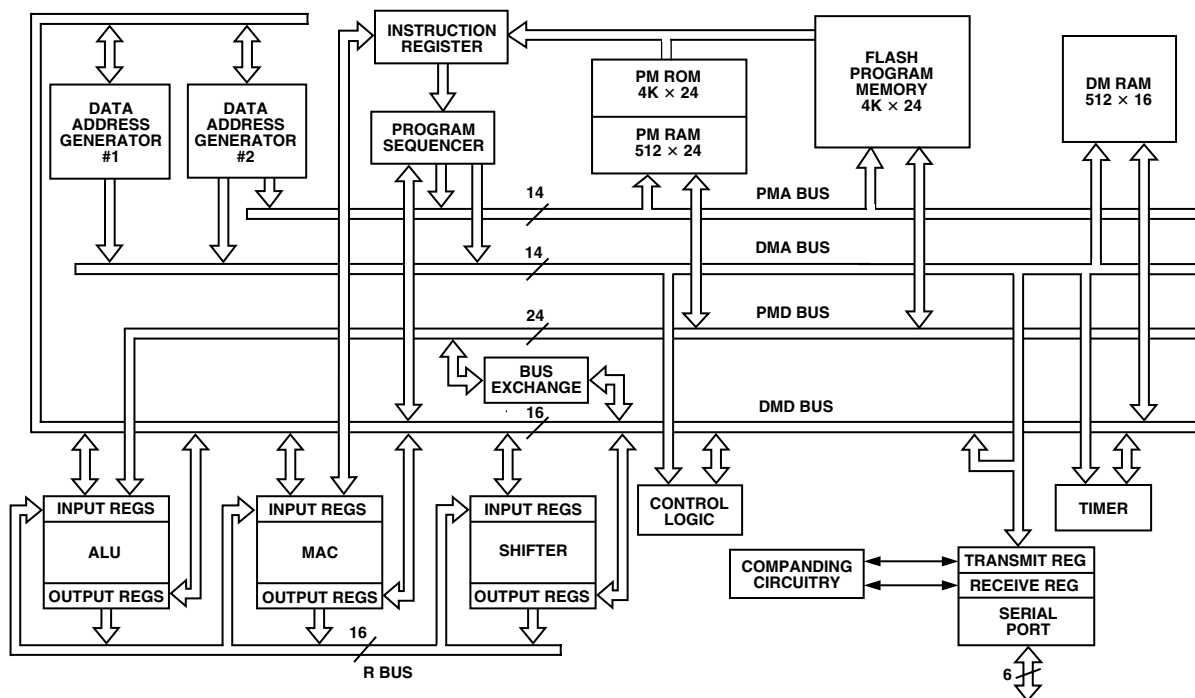 INSTRUCTION
REGISTER
FLASH
PROGRAM
MEMORY
4K × 24
DM RAM
512 × 16
PM ROM
4K × 24
PM RAM
512 × 24
DATA
ADDRESS
GENERATOR
#1
DATA
ADDRESS
GENERATOR
#2
PROGRAM
SEQUENCER
14
PMA BUS
14
DMA BUS
24
PMD BUS
BUS
EXCHANGE
16
DMD BUS
INPUT REGS
ALU
OUTPUT REGS
INPUT REGS
MAC
OUTPUT REGS
INPUT REGS
SHIFTER
OUTPUT REGS
CONTROL
LOGIC
TIMER
COMPANDING
CIRCUITRY
TRANSMIT REG
RECEIVE REG
SERIAL
PORT
16
R BUS
6